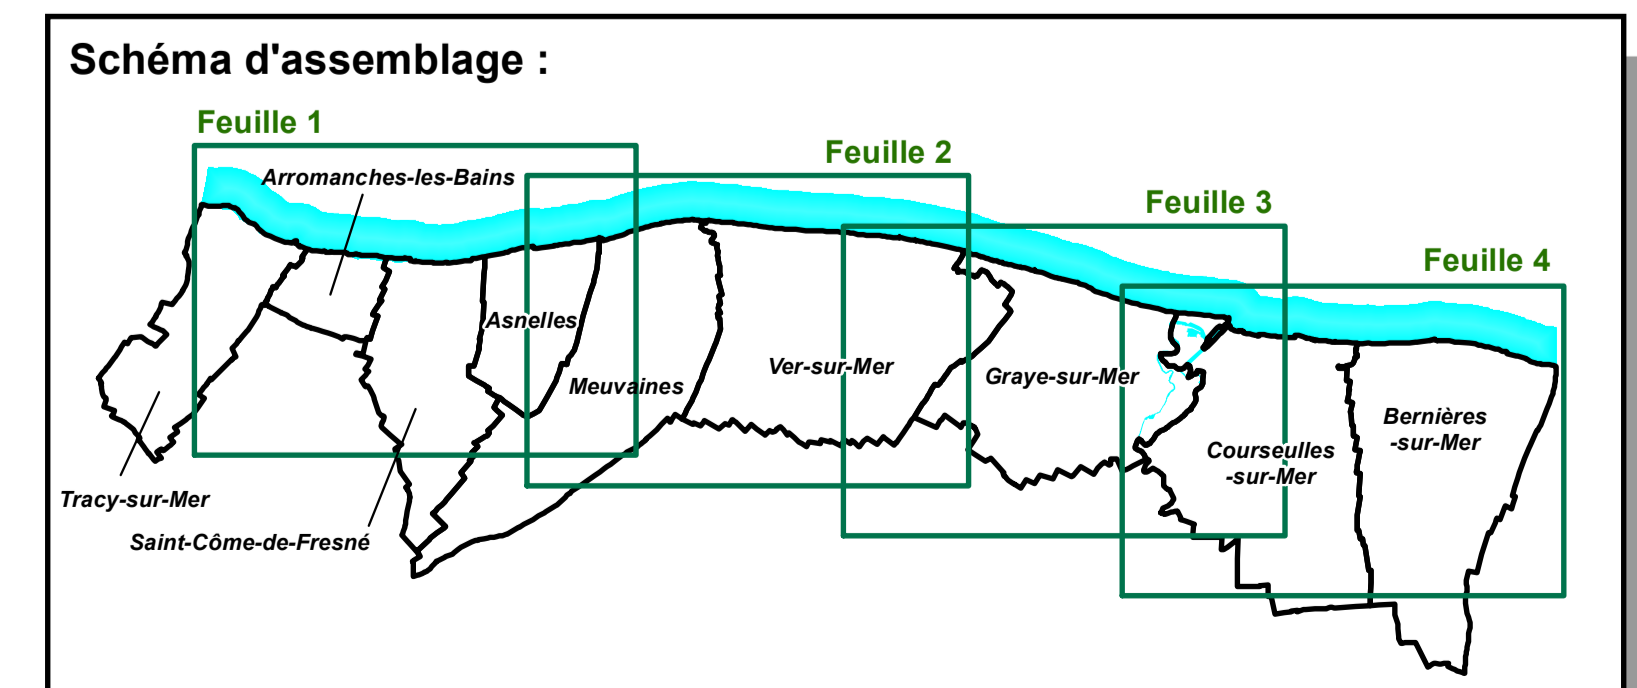 Schéma d'assemblage :
Feuille 1
Feuille 2
Arromanches-les-Bains
Feuille 3
Feuille 4
Asnelles
Meuvaines
Ver-sur-Mer
Graye-sur-Mer
Bernières
-sur-Mer
Courseulles
-sur-Mer
Tracy-sur-Mer
Saint-Côme-de-Fresné